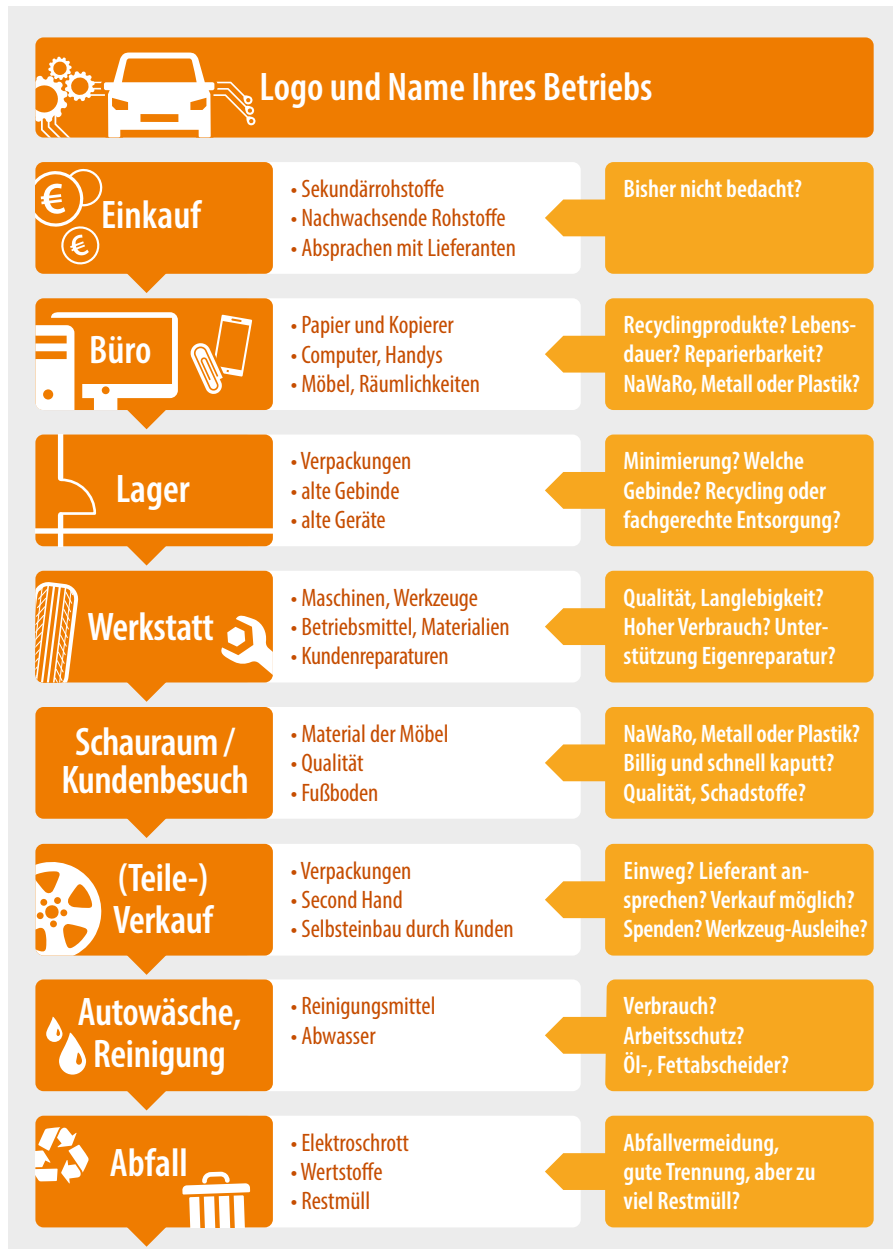 Logo und Name Ihres Betriebs
€
€
Einkauf
• Sekundärrohstoffe
• Nachwachsende Rohstoffe
• Absprachen mit Lieferanten
Bisher nicht bedacht?
Büro
• Papier und Kopierer
• Computer, Handys
• Möbel, Räumlichkeiten
Recyclingprodukte? Lebens-
dauer? Reparierbarkeit?
NaWaRo, Metall oder Plastik?
Lager
• Verpackungen
• alte Gebinde
• alte Geräte
Minimierung? Welche
Gebinde? Recycling oder
fachgerechte Entsorgung?
Werkstatt
• Maschinen, Werkzeuge
• Betriebsmittel, Materialien
• Kundenreparaturen
Qualität, Langlebigkeit?
Hoher Verbrauch? Unter-
stützung Eigenreparatur?
Schauraum /
Kundenbesuch
• Material der Möbel
• Qualität
• Fußboden
NaWaRo, Metall oder Plastik?
Billig und schnell kaputt?
Qualität, Schadstoffe?
(Teile-)
Verkauf
• Verpackungen
• Second Hand
• Selbsteinbau durch Kunden
Einweg? Lieferant an-
sprechen? Verkauf möglich?
Spenden? Werkzeug-Ausleihe?
Autowäsche,
Reinigung
• Reinigungsmittel
• Abwasser
Verbrauch?
Arbeitsschutz?
Öl-, Fettabscheider?
Abfall
• Elektroschrott
• Wertstoffe
• Restmüll
Abfallvermeidung,
gute Trennung, aber zu
viel Restmüll?